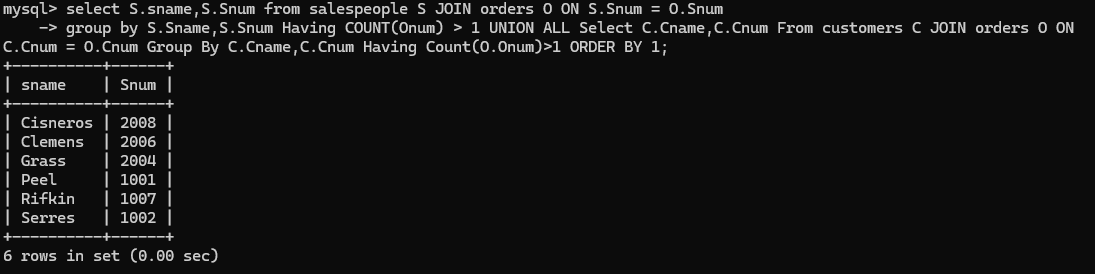 mysql> select S.sname,S.Snum from salespeople S JOIN orders O ON S.Snum = O.Snum
    -> group by S.Sname,S.Snum Having COUNT(Onum) > 1 UNION ALL Select C.Cname,C.Cnum From customers C JOIN orders O ON
C.Cnum = O.Cnum Group By C.Cname,C.Cnum Having Count(O.Onum)>1 ORDER BY 1;
+----------+------+
| sname    | Snum |
+----------+------+
| Cisneros | 2008 |
| Clemens  | 2006 |
| Grass    | 2004 |
| Peel     | 1001 |
| Rifkin   | 1007 |
| Serres   | 1002 |
+----------+------+
6 rows in set (0.00 sec)